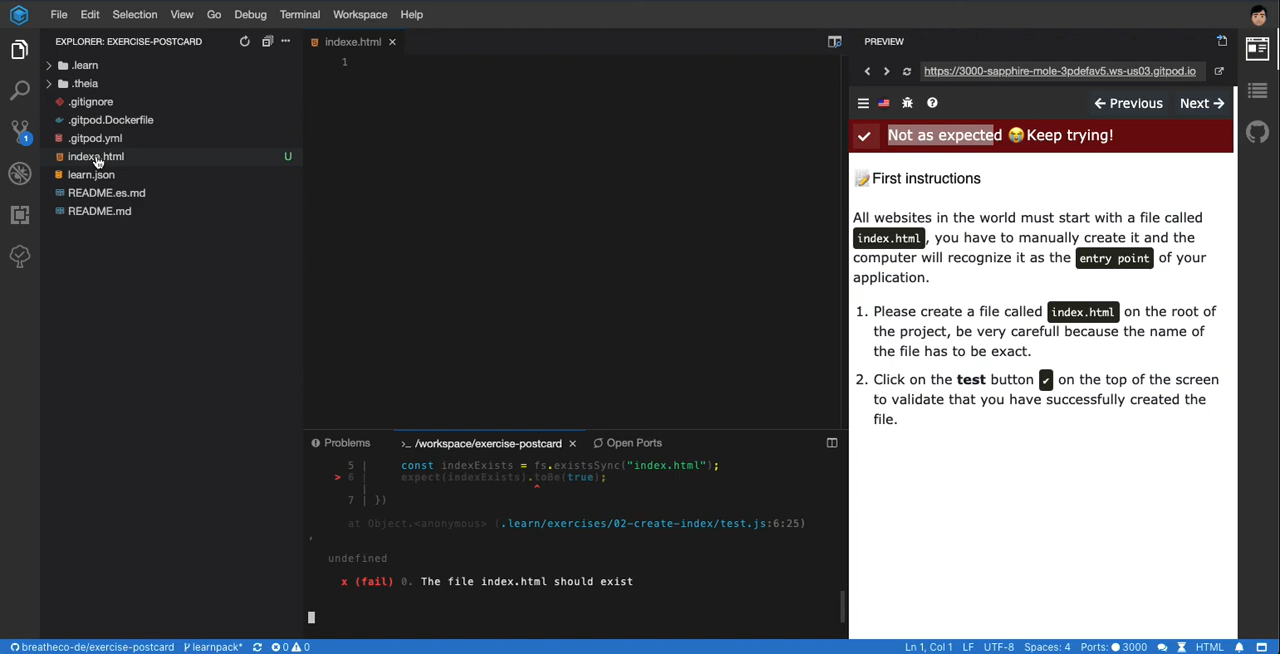 File Edit Selection View Go Debug Terminal Workspace Help
EXPLORER: EXERCISE-POSTCARD
.learn
.theia
.gitignore
.gitpod.Dockerfile
.gitpod.yml
indexe.html U
learn.json
README.es.md
README.md
1
indexe.html
1
Problems >_ /workspace/exercise-postcard Open Ports
5 | const indexExists = fs.existsSync("index.html");
> 6 | expect(indexExists).toBe(true);
| ^
7 | })
at Object.<anonymous> (.learn/exercises/02-create-index/test.js:6:25)
,
undefined
x (fail) 0. The file index.html should exist
PREVIEW
https://3000-sapphire-mole-3pdefav5.ws-us03.gitpod.io
← Previous Next →
Not as expected 😭 Keep trying!
📝 First instructions
All websites in the world must start with a file called
index.html, you have to manually create it and the
computer will recognize it as the entry point of your
application.
1. Please create a file called index.html on the root of
the project, be very carefull because the name of
the file has to be exact.
2. Click on the test button ✔ on the top of the screen
to validate that you have successfully created the
file.
breatheco-de/exercise-postcard learnpack* 0 0 Ln 1, Col 1 LF UTF-8 Spaces: 4 Ports: 3000 HTML